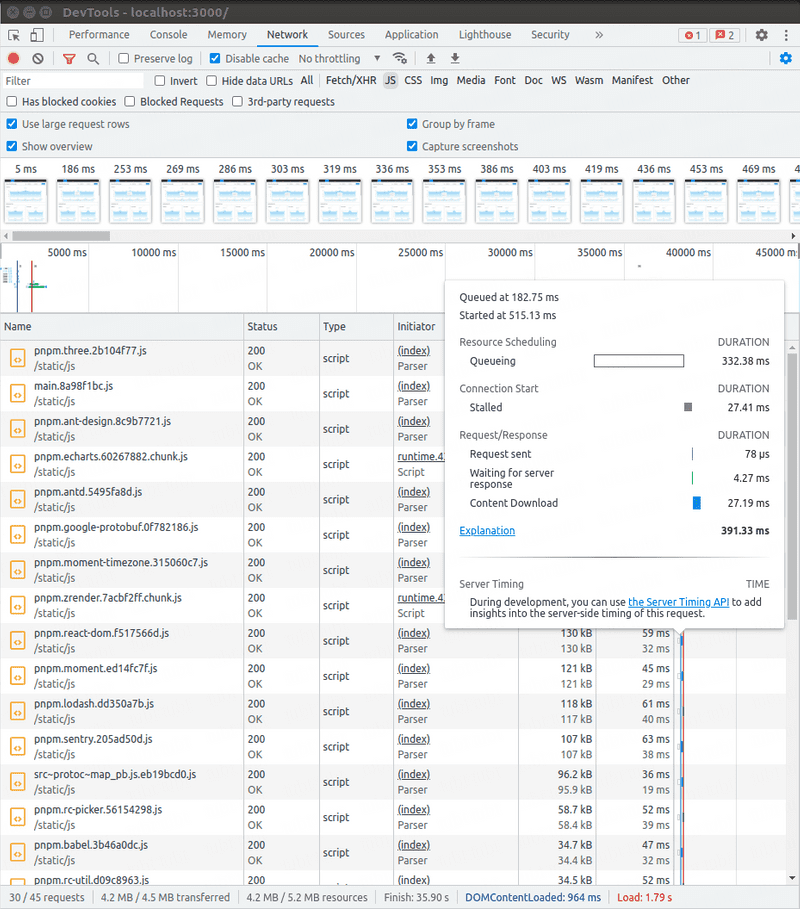 DevTools - localhost:3000/
Performance Console Memory Network Sources Application Lighthouse Security » 1 2
Preserve log Disable cache No throttling
Filter Invert Hide data URLs All Fetch/XHR JS CSS Img Media Font Doc WS Wasm Manifest Other
Has blocked cookies Blocked Requests 3rd-party requests
Use large request rows Group by frame
Show overview Capture screenshots
5 ms 186 ms 253 ms 269 ms 286 ms 303 ms 319 ms 336 ms 353 ms 386 ms 403 ms 419 ms 436 ms 453 ms 469 ms 4
5000 ms 10000 ms 15000 ms 20000 ms 25000 ms 30000 ms 35000 ms 40000 ms 45000 ms
Queued at 182.75 ms
Started at 515.13 ms
Resource Scheduling DURATION
Queueing 332.38 ms
Connection Start DURATION
Stalled 27.41 ms
Request/Response DURATION
Request sent 78 μs
Waiting for server
response 4.27 ms
Content Download 27.19 ms
Explanation 391.33 ms
Server Timing TIME
During development, you can use the Server Timing API to add
insights into the server-side timing of this request.
Name Status Type Initiator
pnpm.three.2b104f77.js 200 script (index)
/static/js OK Parser
main.8a98f1bc.js 200 script (index)
/static/js OK Parser
pnpm.ant-design.8c9b7721.js 200 script (index)
/static/js OK Parser
pnpm.echarts.60267882.chunk.js 200 script runtime.4
/static/js OK Script
pnpm.antd.5495fa8d.js 200 script (index)
/static/js OK Parser
pnpm.google-protobuf.0f782186.js 200 script (index)
/static/js OK Parser
pnpm.moment-timezone.315060c7.js 200 script (index)
/static/js OK Parser
pnpm.zrender.7acbf2ff.chunk.js 200 script runtime.4
/static/js OK Script
pnpm.react-dom.f517566d.js 200 script (index) 130 kB 59 ms
/static/js OK Parser 130 kB 32 ms
pnpm.moment.ed14fc7f.js 200 script (index) 121 kB 45 ms
/static/js OK Parser 121 kB 29 ms
pnpm.lodash.dd350a7b.js 200 script (index) 118 kB 61 ms
/static/js OK Parser 117 kB 40 ms
pnpm.sentry.205ad50d.js 200 script (index) 107 kB 63 ms
/static/js OK Parser 107 kB 38 ms
src~protoc~map_pb.js.eb19bcd0.js 200 script (index) 96.2 kB 36 ms
/static/js OK Parser 95.9 kB 19 ms
pnpm.rc-picker.56154298.js 200 script (index) 58.7 kB 52 ms
/static/js OK Parser 58.4 kB 39 ms
pnpm.babel.3b46a0dc.js 200 script (index) 34.7 kB 47 ms
/static/js OK Parser 34.4 kB 32 ms
pnpm.rc-util.d09c8963.js 200 (index) 34.5 kB 52 ms
30 / 45 requests 4.2 MB / 4.5 MB transferred 4.2 MB / 5.2 MB resources Finish: 35.90 s DOMContentLoaded: 964 ms Load: 1.79 s